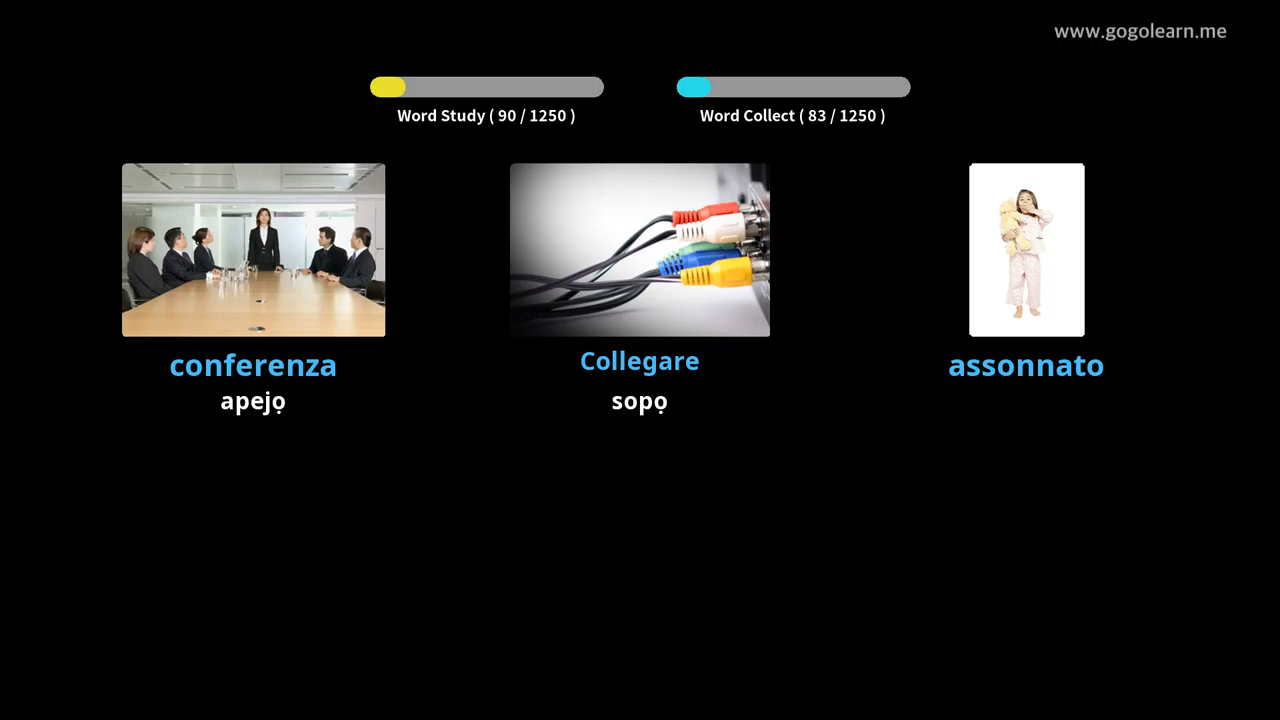 www.gogolearn.me
Word Study ( 90 / 1250 )
Word Collect ( 83 / 1250 )
conferenza
apejọ
Collegare
sopọ
assonnato